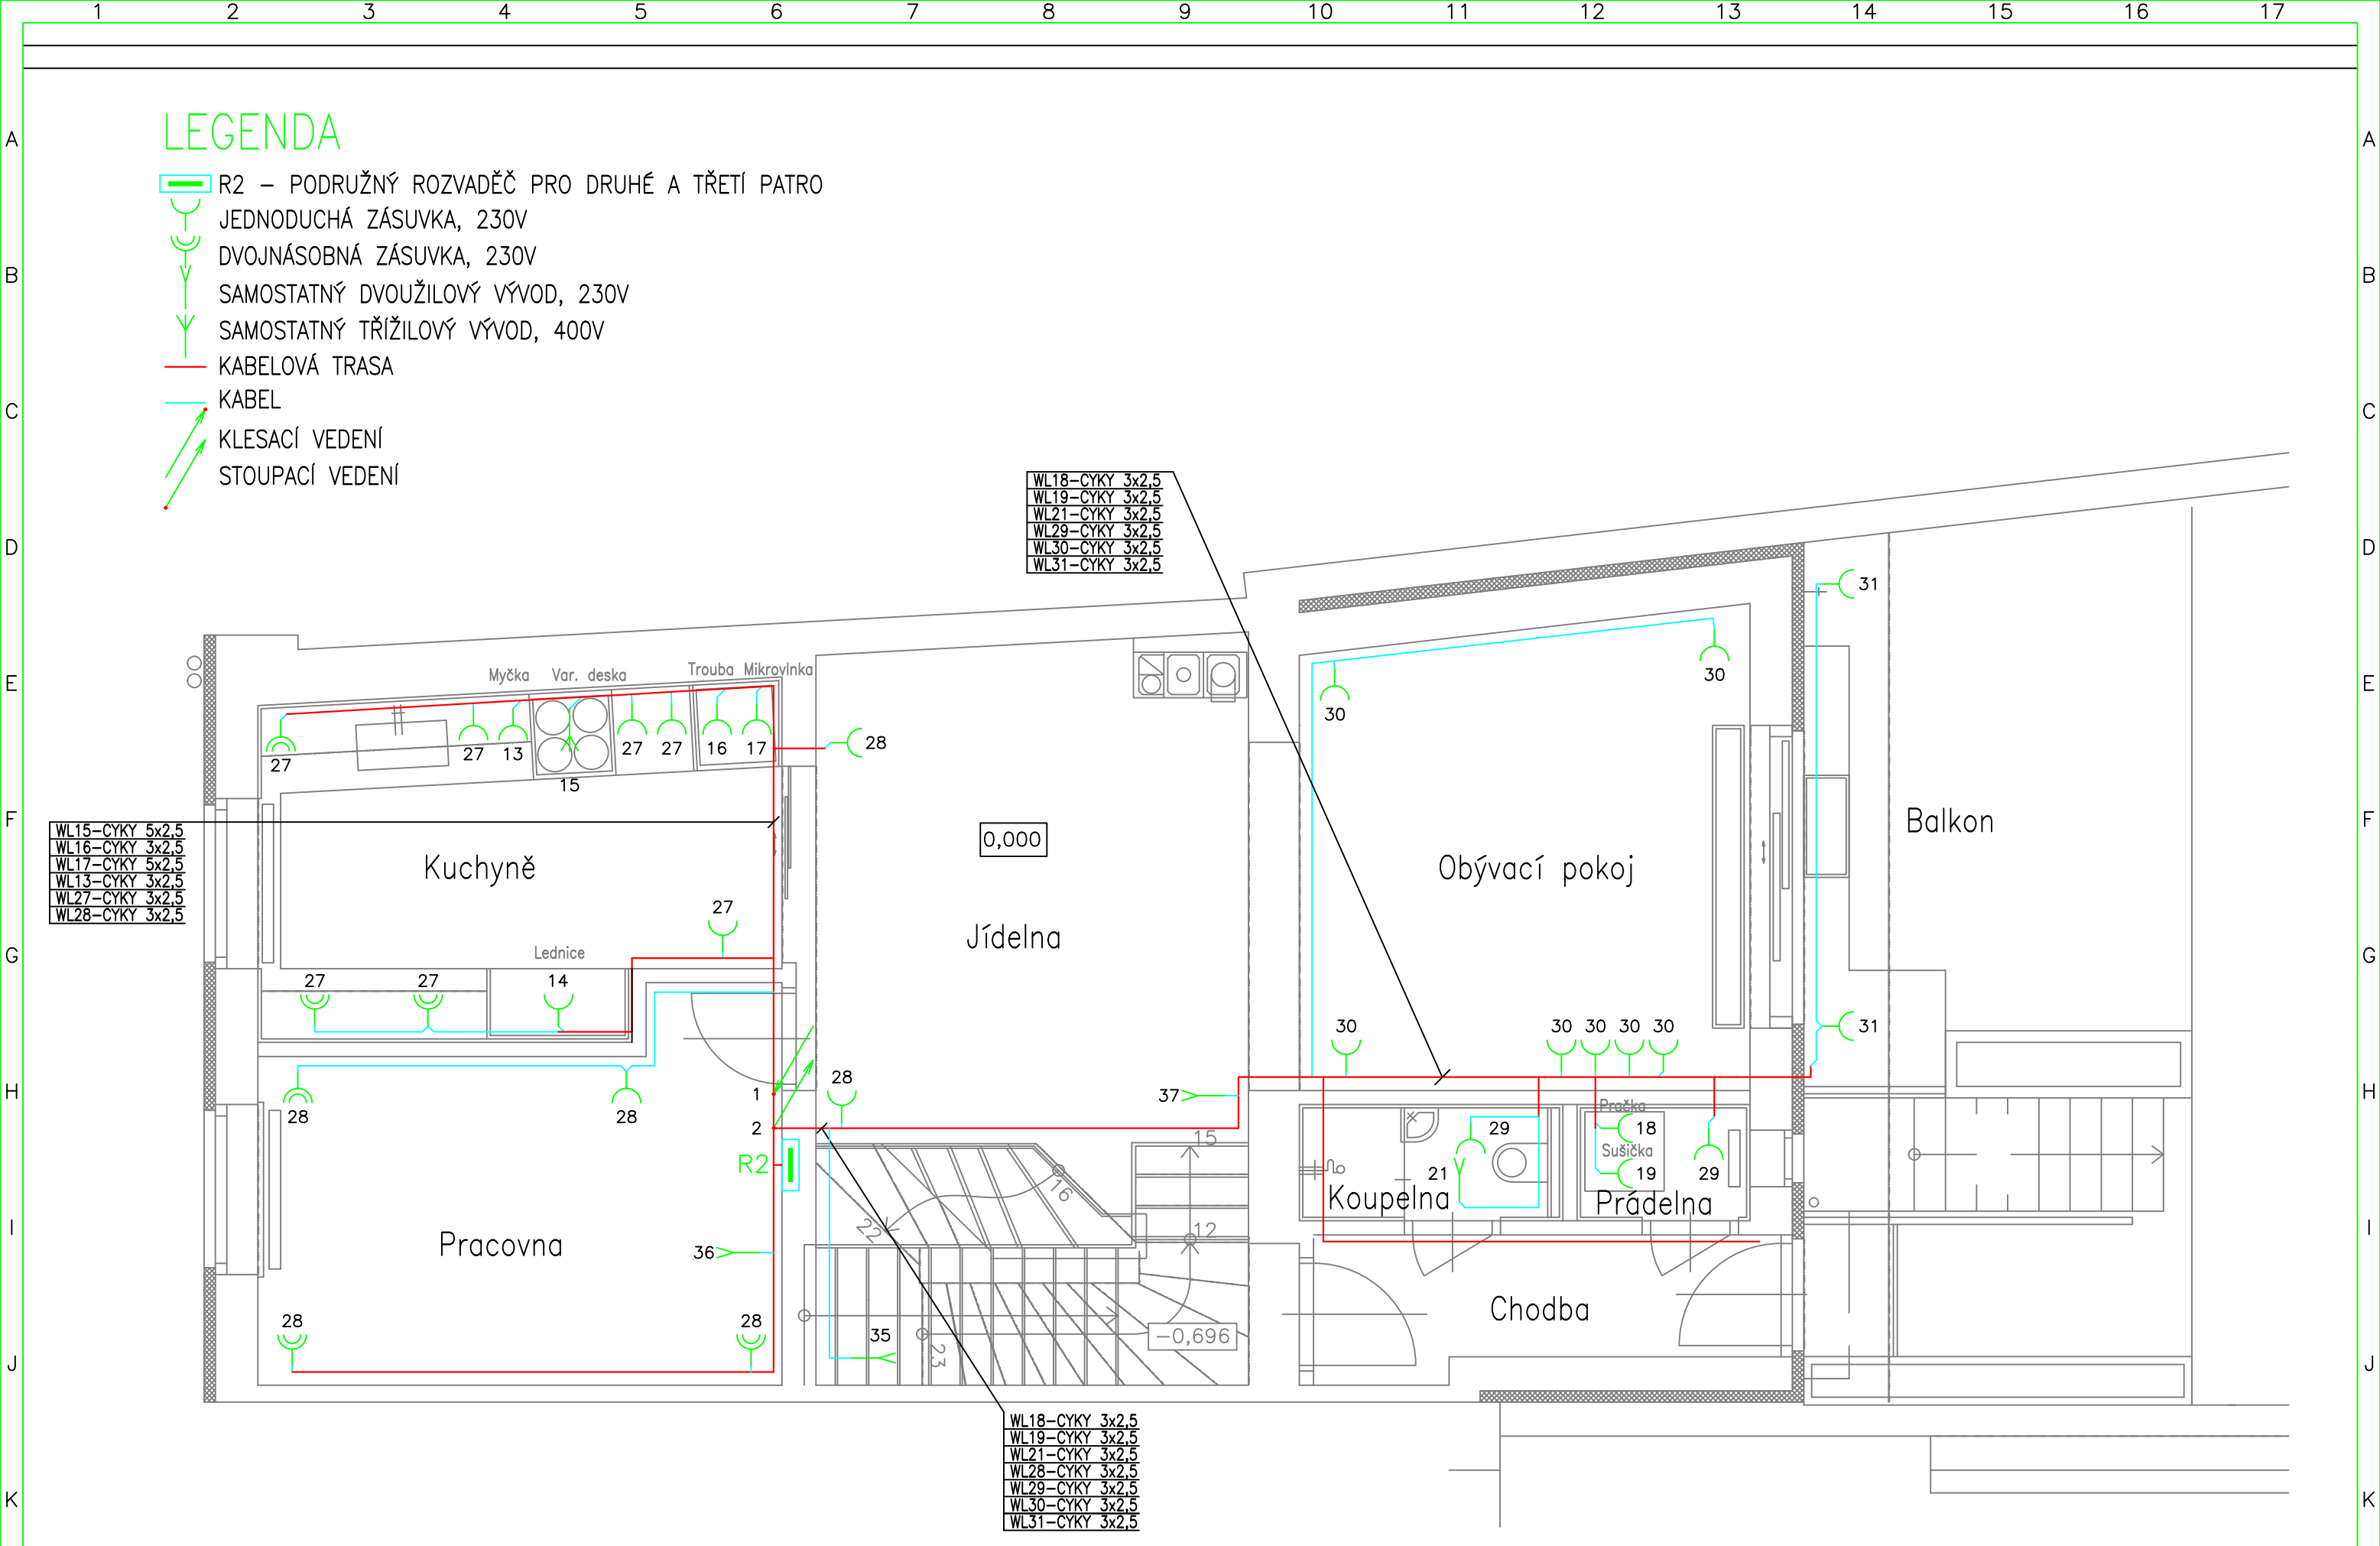 1 2 3 4 5 6 7 8 9 10 11 12 13 14 15 16 17
A A
B B
C C
D D
E E
F F
G G
H H
I I
J J
K K
LEGENDA
R2 – PODRUŽNÝ ROZVADĚČ PRO DRUHÉ A TŘETÍ PATRO
JEDNODUCHÁ ZÁSUVKA, 230V
DVOJNÁSOBNÁ ZÁSUVKA, 230V
SAMOSTATNÝ DVOUŽILOVÝ VÝVOD, 230V
SAMOSTATNÝ TŘÍŽILOVÝ VÝVOD, 400V
KABELOVÁ TRASA
KABEL
KLESACÍ VEDENÍ
STOUPACÍ VEDENÍ
WL18–CYKY 3x2,5
WL19–CYKY 3x2,5
WL21–CYKY 3x2,5
WL29–CYKY 3x2,5
WL30–CYKY 3x2,5
WL31–CYKY 3x2,5
31
Myčka Var. deska Trouba Mikrovlnka
30
30
27 27 13 15 27 27 16 17 28
WL15–CYKY 5x2,5
WL16–CYKY 3x2,5
WL17–CYKY 5x2,5
WL13–CYKY 3x2,5
WL27–CYKY 3x2,5
WL28–CYKY 3x2,5
0,000
Balkon
Kuchyně
Obývací pokoj
Jídelna
27
Lednice
27 27 14
30 30 30 30 30 31
28 28 1 28 37
2
Pračka
29 18
Sušička
R2 15
21 19 29
16
Koupelna Prádelna
22 12
Pracovna
36
Chodba
28 28 35 –0,696
23
WL18–CYKY 3x2,5
WL19–CYKY 3x2,5
WL21–CYKY 3x2,5
WL28–CYKY 3x2,5
WL29–CYKY 3x2,5
WL30–CYKY 3x2,5
WL31–CYKY 3x2,5